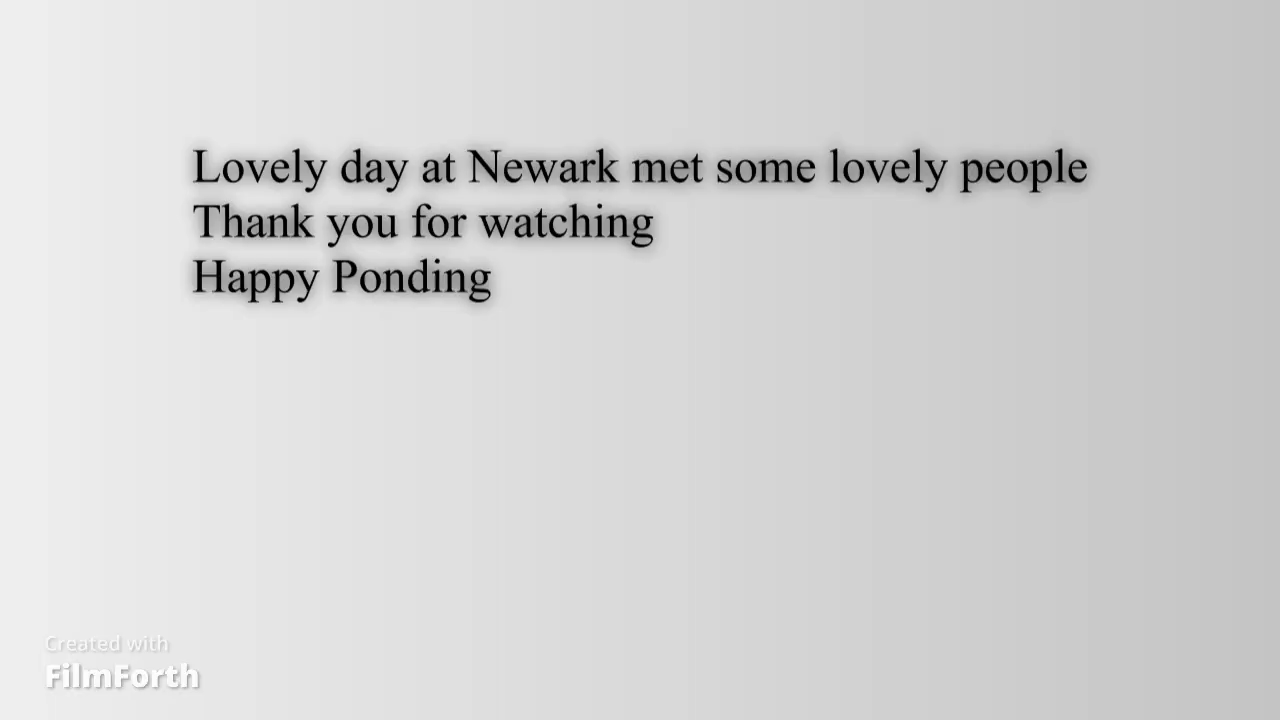 Lovely day at Newark met some lovely people
Thank you for watching
Happy Ponding
Created with
FilmForth